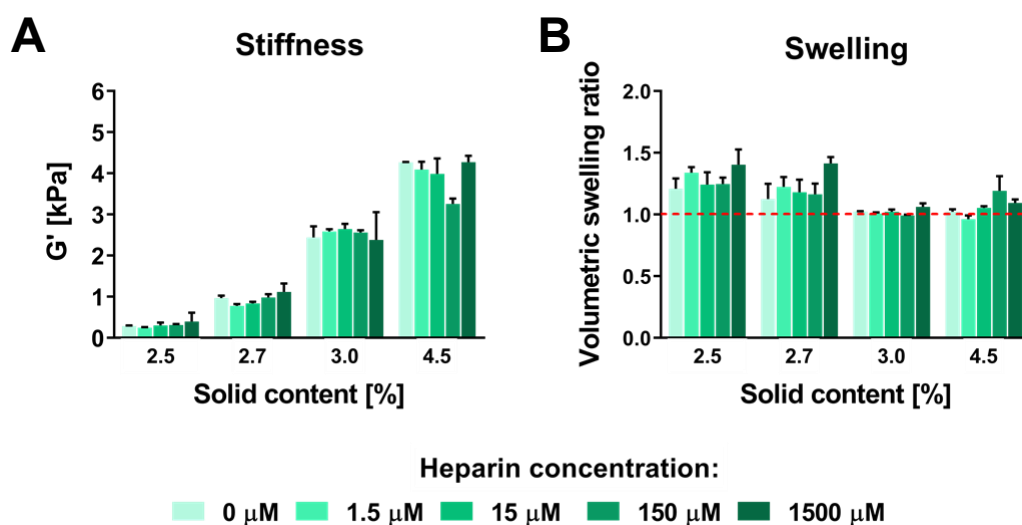 A
Stiffness
G' [kPa]
6
5
4
3
2
1
0
2.5 2.7 3.0 4.5
Solid content [%]
B
Swelling
Volumetric swelling ratio
2.0
1.5
1.0
0.5
0.0
2.5 2.7 3.0 4.5
Solid content [%]
Heparin concentration:
0 μM 1.5 μM 15 μM 150 μM 1500 μM